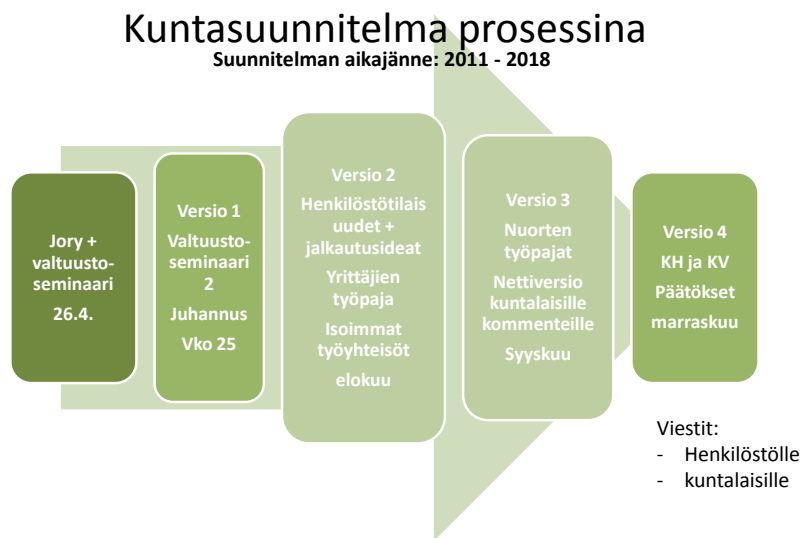 Kuntasuunnitelma prosessina
Suunnitelman aikajänne: 2011 - 2018
Jory +
valtuusto-
seminaari
26.4.
Versio 1
Valtuusto-
seminaari
2
Juhannus
Vko 25
Versio 2
Henkilöstötilais
uudet +
jalkautusideat
Yrittäjien
työpaja
Isoimmat
työyhteisöt
elokuu
Versio 3
Nuorten
työpajat
Nettiversio
kuntalaisille
kommenteille
Syyskuu
Versio 4
KH ja KV
Päätökset
marraskuu
Viestit:
- Henkilöstölle
- kuntalaisille